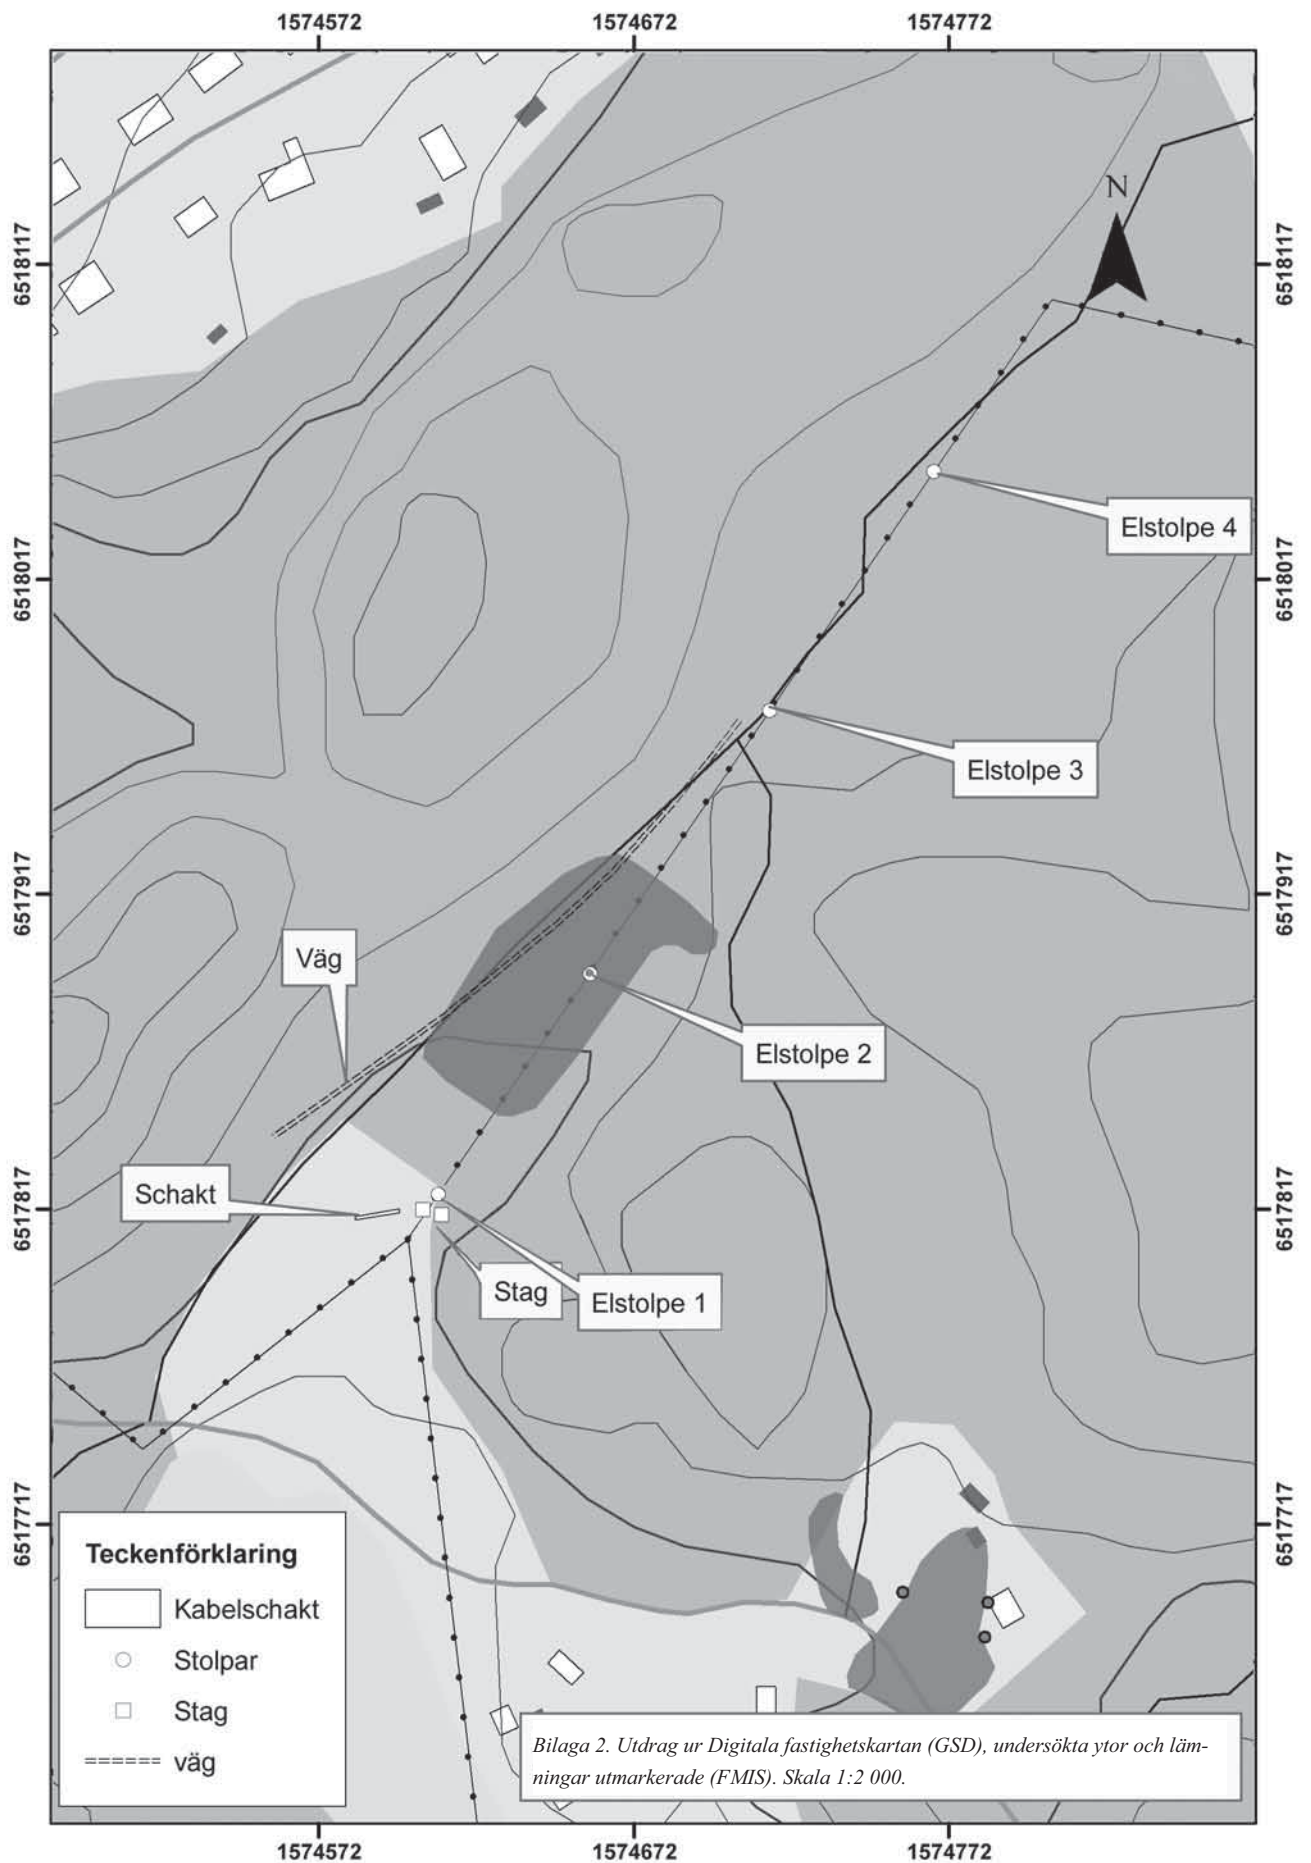 1574572 1574672 1574772
N
6518117 6518117
Elstolpe 4
6518017 6518017
Elstolpe 3
6517917 6517917
Väg
Elstolpe 2
Schakt
6517817 6517817
Stag
Elstolpe 1
6517717 6517717
Teckenförklaring
Kabelschakt
Stolpar
Stag
väg
Bilaga 2. Utdrag ur Digitala fastighetskartan (GSD), undersökta ytor och läm-
ningar utmarkerade (FMIS). Skala 1:2 000.
1574572 1574672 1574772